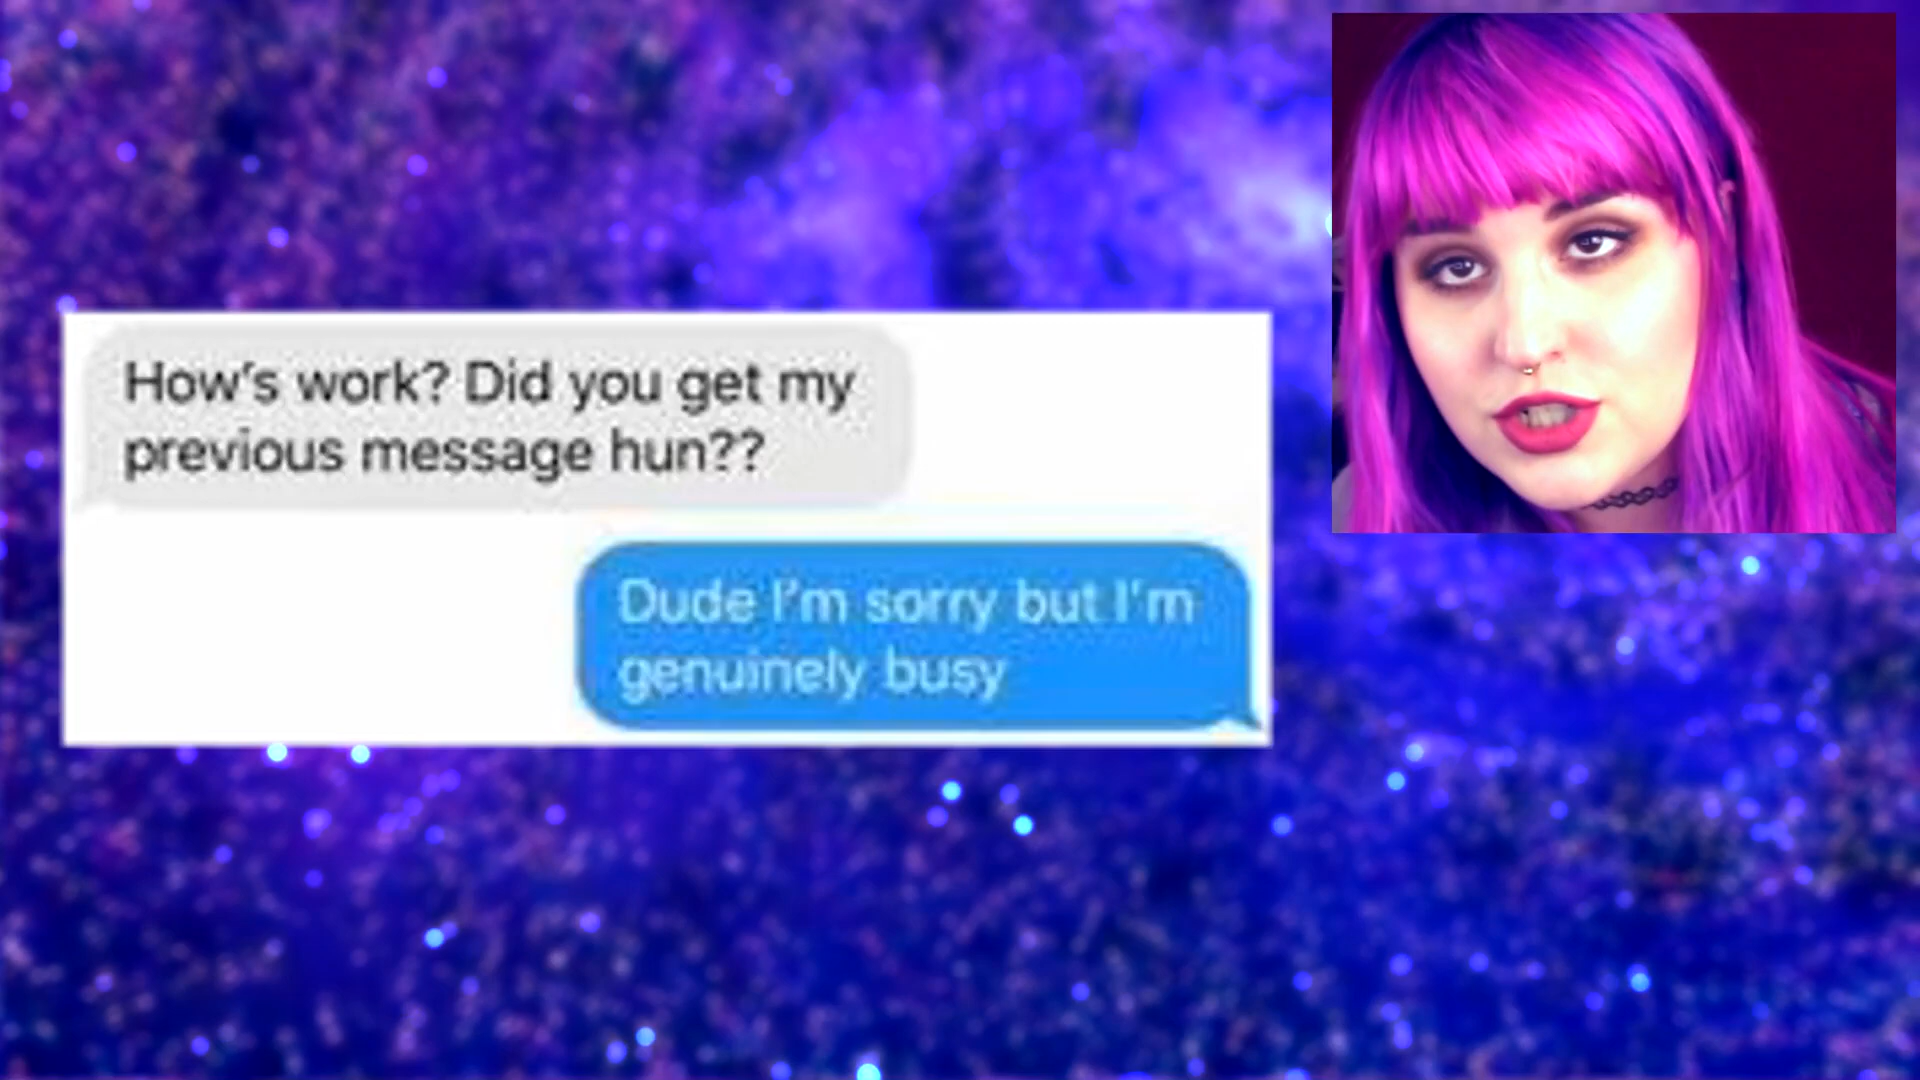 How's work? Did you get my
previous message hun??
Dude I'm sorry but I'm
genuinely busy